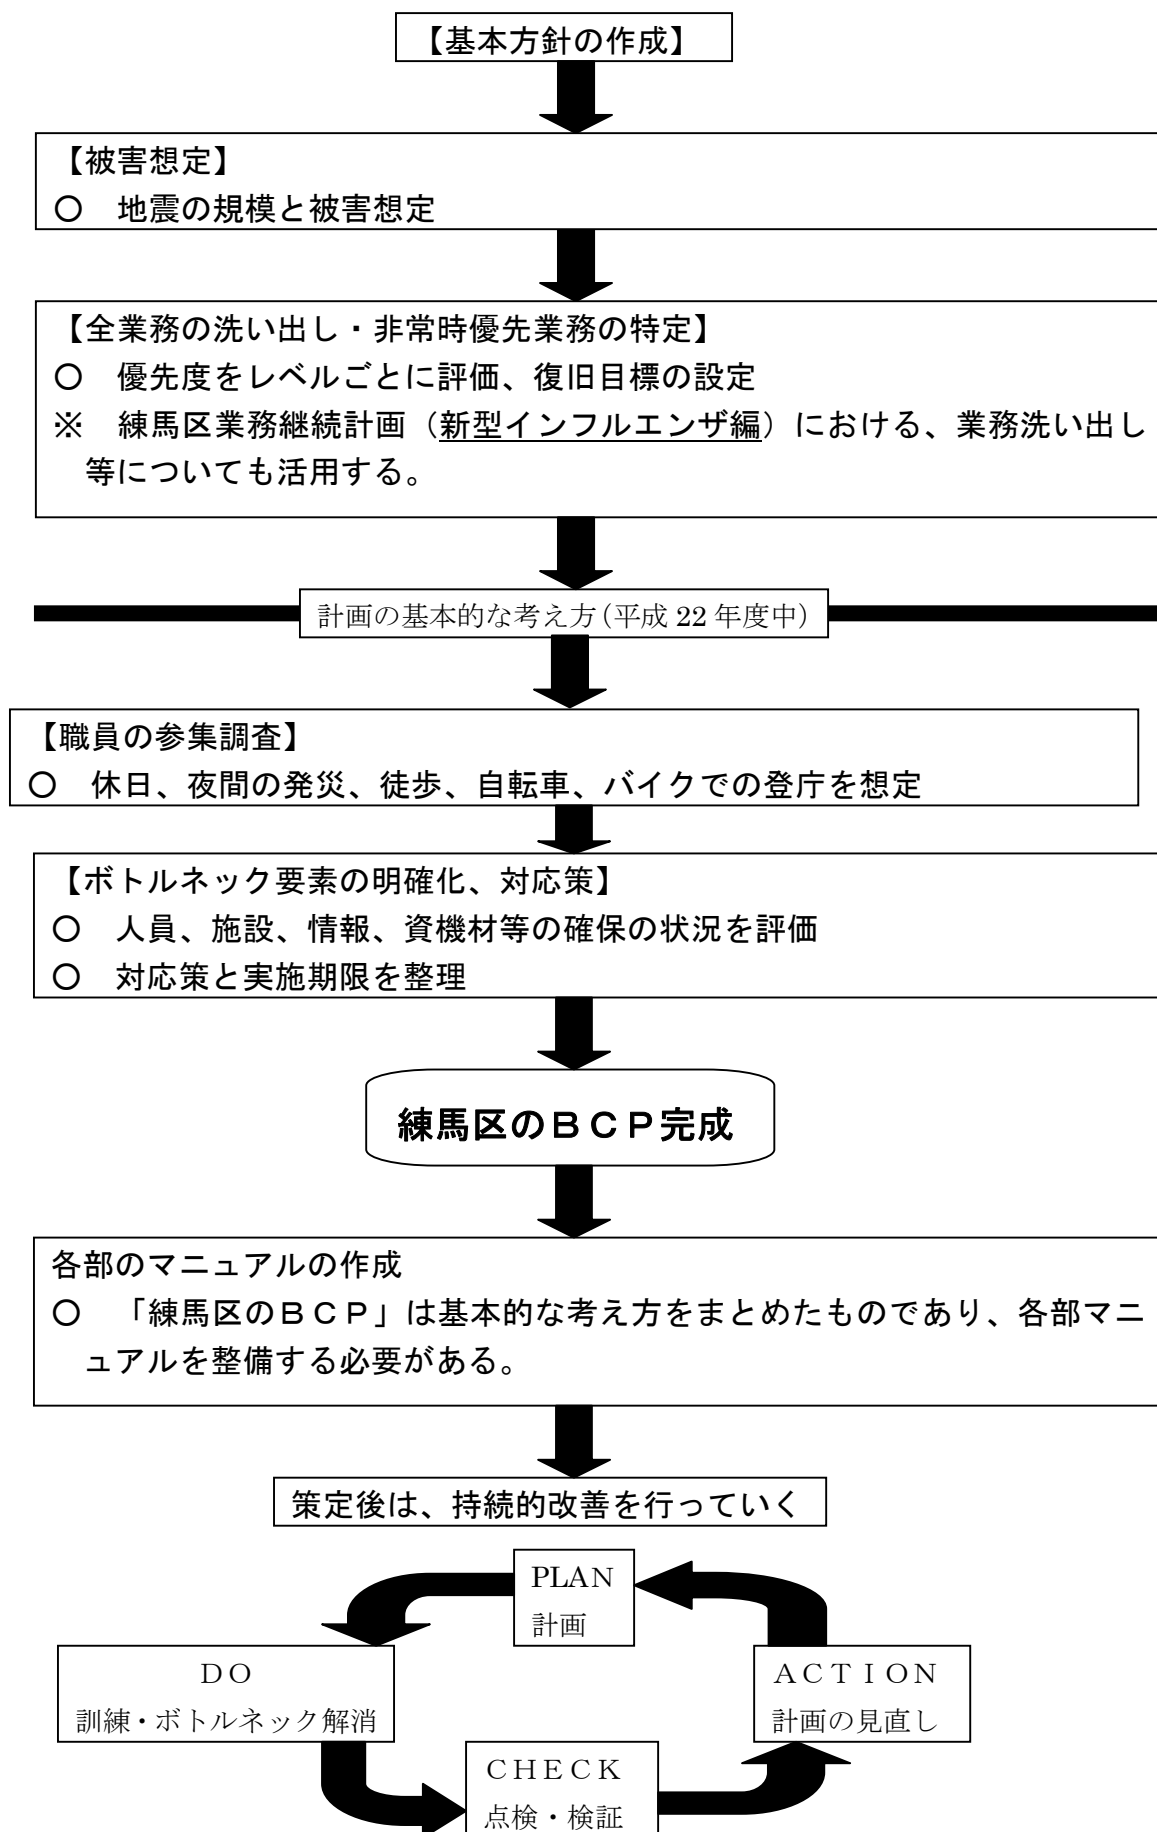 【基本方針の作成】
【被害想定】
○　地震の規模と被害想定
【全業務の洗い出し・非常時優先業務の特定】
○　優先度をレベルごとに評価、復旧目標の設定
※　練馬区業務継続計画（新型インフルエンザ編）における、業務洗い出し
等についても活用する。
計画の基本的な考え方（平成 22 年度中）
【職員の参集調査】
○　休日、夜間の発災、徒歩、自転車、バイクでの登庁を想定
【ボトルネック要素の明確化、対応策】
○　人員、施設、情報、資機材等の確保の状況を評価
○　対応策と実施期限を整理
練馬区のＢＣＰ完成
各部のマニュアルの作成
○　「練馬区のＢＣＰ」は基本的な考え方をまとめたものであり、各部マニ
ュアルを整備する必要がある。
策定後は、持続的改善を行っていく
PLAN
計画
ＤＯ
訓練・ボトルネック解消
ＡＣＴＩＯＮ
計画の見直し
ＣＨＥＣＫ
点検・検証